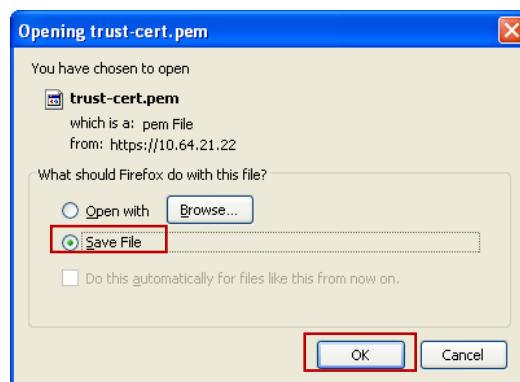 Opening trust-cert.pem
You have chosen to open
trust-cert.pem
which is a: pem File
from: https://10.64.21.22
What should Firefox do with this file?
Open with Browse...
Save File
Do this automatically for files like this from now on.
OK Cancel